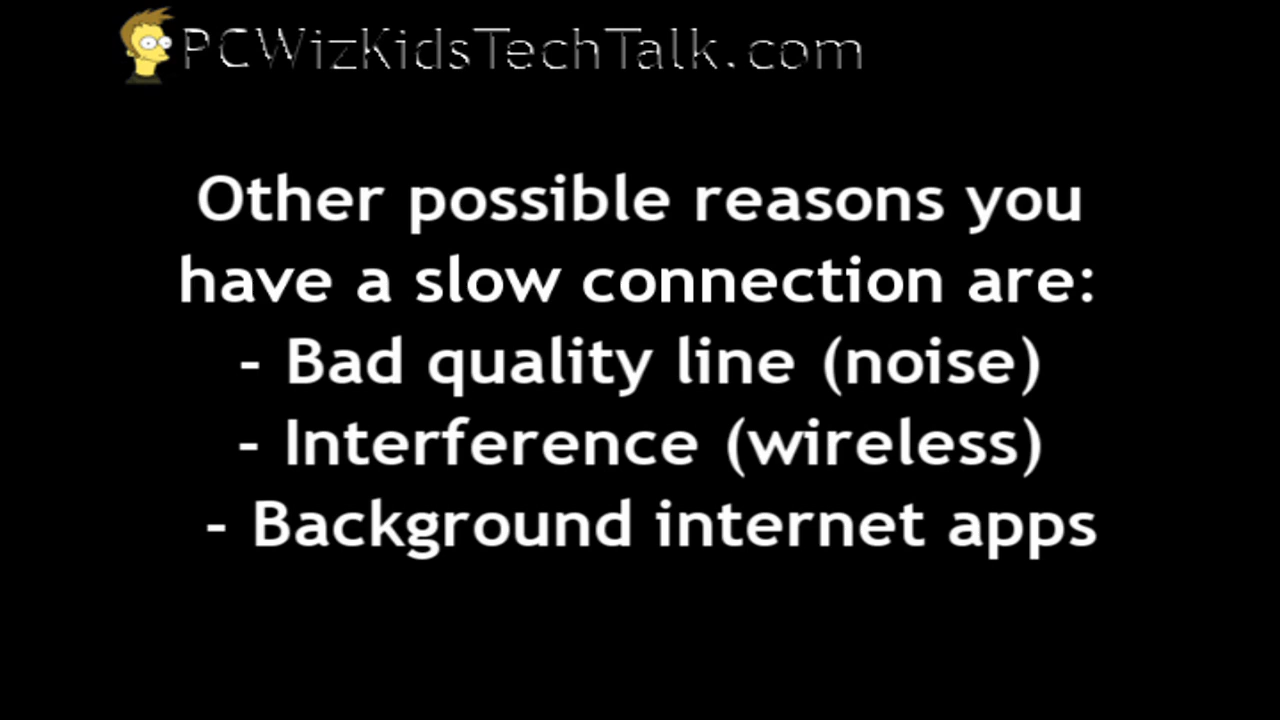 PCWizKidsTechTalk.com
Other possible reasons you
have a slow connection are:
- Bad quality line (noise)
- Interference (wireless)
- Background internet apps